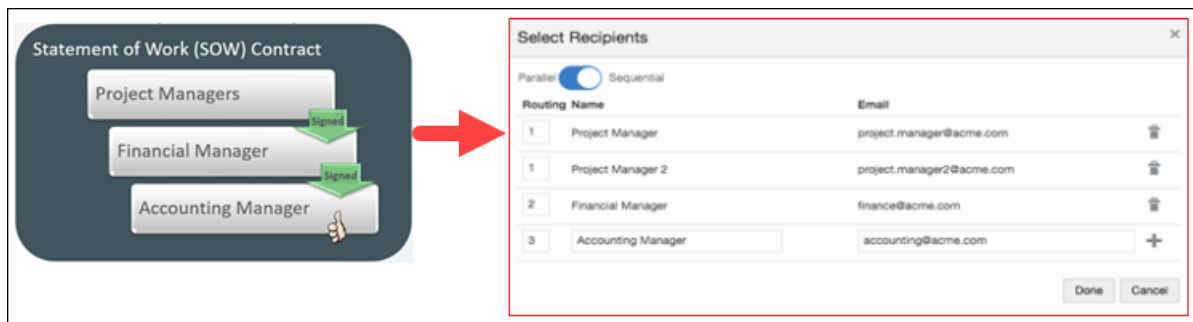 Statement of Work (SOW) Contract
Project Managers
Signed
Financial Manager
Signed
Accounting Manager
Select Recipients ×
Parallel Sequential
Routing Name Email
1 Project Manager project.manager@acme.com
1 Project Manager 2 project.manager2@acme.com
2 Financial Manager finance@acme.com
3 Accounting Manager accounting@acme.com +
Done Cancel